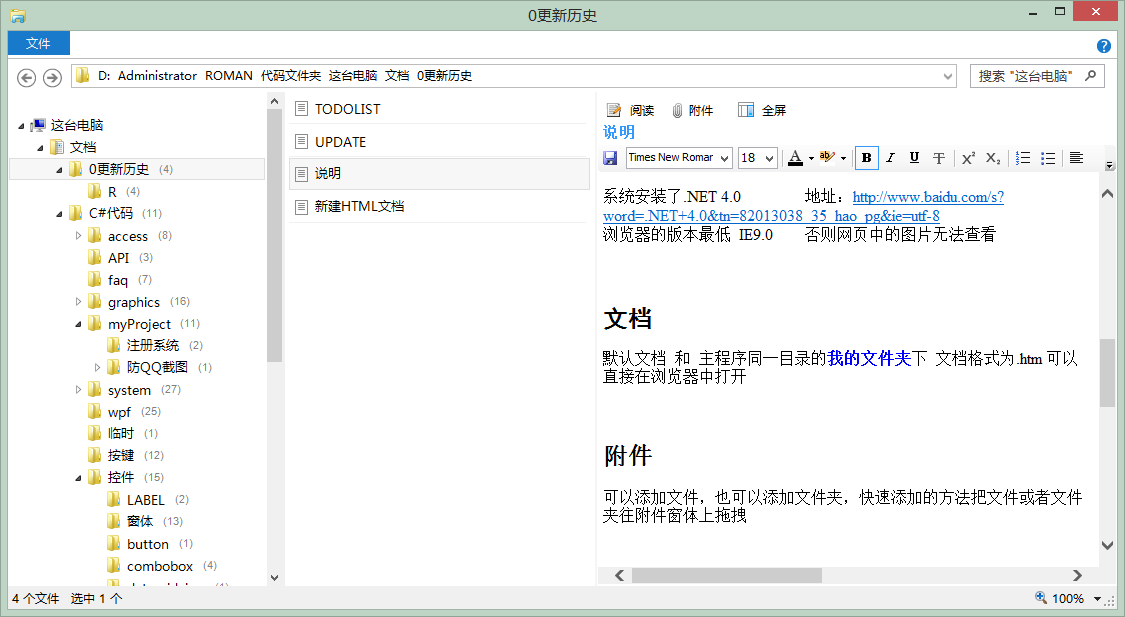 0更新历史
文件
D: Administrator ROMAN 代码文件夹 这台电脑 文档 0更新历史
搜索 "这台电脑"
这台电脑
文档
0更新历史 (4)
R (4)
C#代码 (11)
access (8)
API (3)
faq (7)
graphics (16)
myProject (11)
注册系统 (2)
防QQ截图 (1)
system (27)
wpf (25)
临时 (1)
按键 (12)
控件 (15)
LABEL (2)
窗体 (13)
button (1)
combobox (4)
TODOLIST
UPDATE
说明
新建HTML文档
阅读 附件 全屏
说明
Times New Romar 18 A ab B I U T X² X₂
系统安装了.NET 4.0 地址：http://www.baidu.com/s?
word=.NET+4.0&tn=82013038_35_hao_pg&ie=utf-8
浏览器的版本最低 IE9.0 否则网页中的图片无法查看
文档
默认文档 和 主程序同一目录的我的文件夹下 文档格式为.htm 可以
直接在浏览器中打开
附件
可以添加文件，也可以添加文件夹，快速添加的方法把文件或者文件
夹往附件窗体上拖拽
4 个文件 选中 1 个
100%